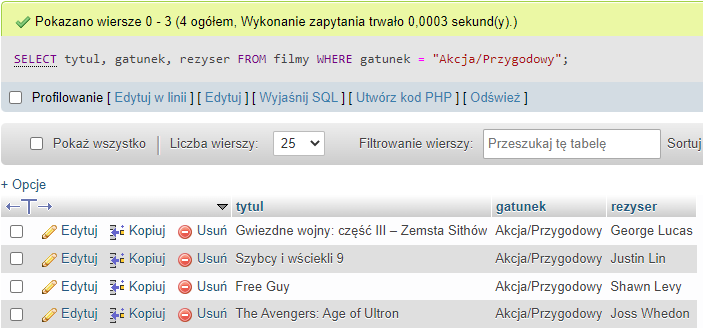 Pokazano wiersze 0 - 3 (4 ogółem, Wykonanie zapytania trwało 0,0003 sekund(y).)
SELECT tytul, gatunek, rezyser FROM filmy WHERE gatunek = "Akcja/Przygodowy";
Profilowanie [ Edytuj w linii ] [ Edytuj ] [ Wyjaśnij SQL ] [ Utwórz kod PHP ] [ Odśwież ]
Pokaż wszystko | Liczba wierszy: 25 Filtrowanie wierszy: Przeszukaj tę tabelę Sortuj
+ Opcje
←T→ tytul gatunek rezyser
Edytuj Kopiuj Usuń Gwiezdne wojny: część III – Zemsta Sithów Akcja/Przygodowy George Lucas
Edytuj Kopiuj Usuń Szybcy i wściekli 9 Akcja/Przygodowy Justin Lin
Edytuj Kopiuj Usuń Free Guy Akcja/Przygodowy Shawn Levy
Edytuj Kopiuj Usuń The Avengers: Age of Ultron Akcja/Przygodowy Joss Whedon